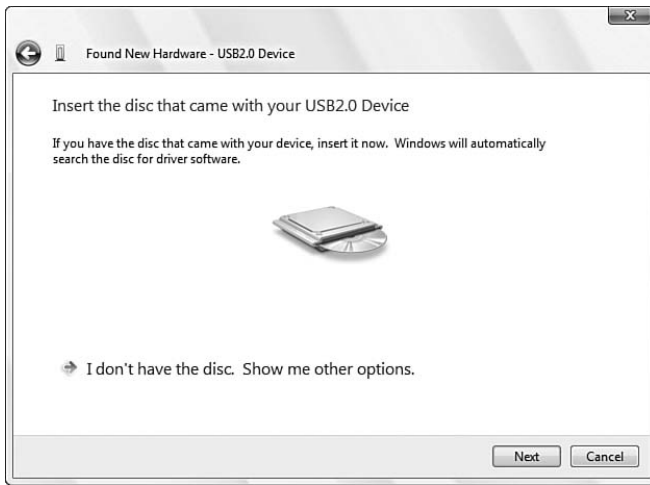 Found New Hardware - USB2.0 Device
Insert the disc that came with your USB2.0 Device
If you have the disc that came with your device, insert it now. Windows will automatically
search the disc for driver software.
I don't have the disc. Show me other options.
Next Cancel